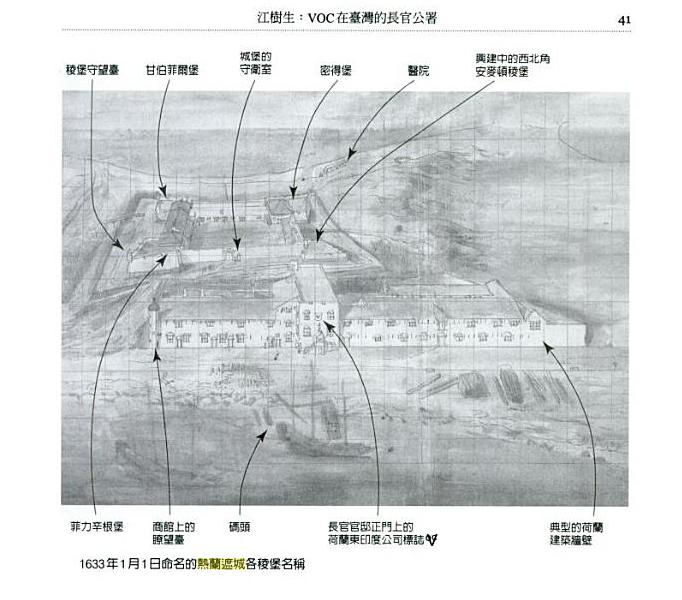 江樹生：VOC在臺灣的長官公署
41
稜堡守望臺
甘伯菲爾堡
城堡的
守衛室
密得堡
醫院
興建中的西北角
安麥頓稜堡
菲力辛根堡
商館上的
瞭望臺
碼頭
長官官邸正門上的
荷蘭東印度公司標誌
典型的荷蘭
建築牆壁
1633年1月1日命名的熱蘭遮城各稜堡名稱